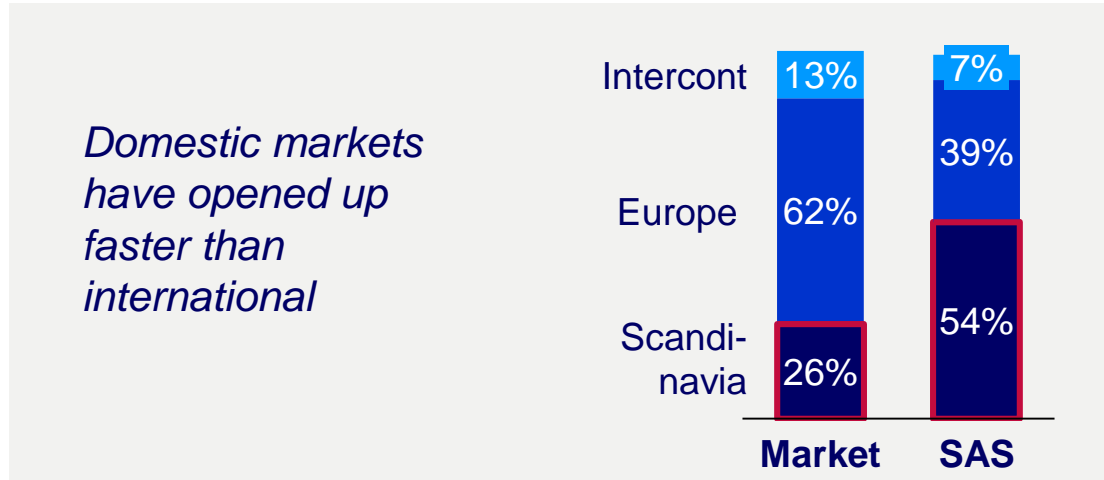 Domestic markets
have opened up
faster than
international
Intercont 13% 7%
39%
Europe 62%
Scandi-
navia
54%
26%
Market SAS